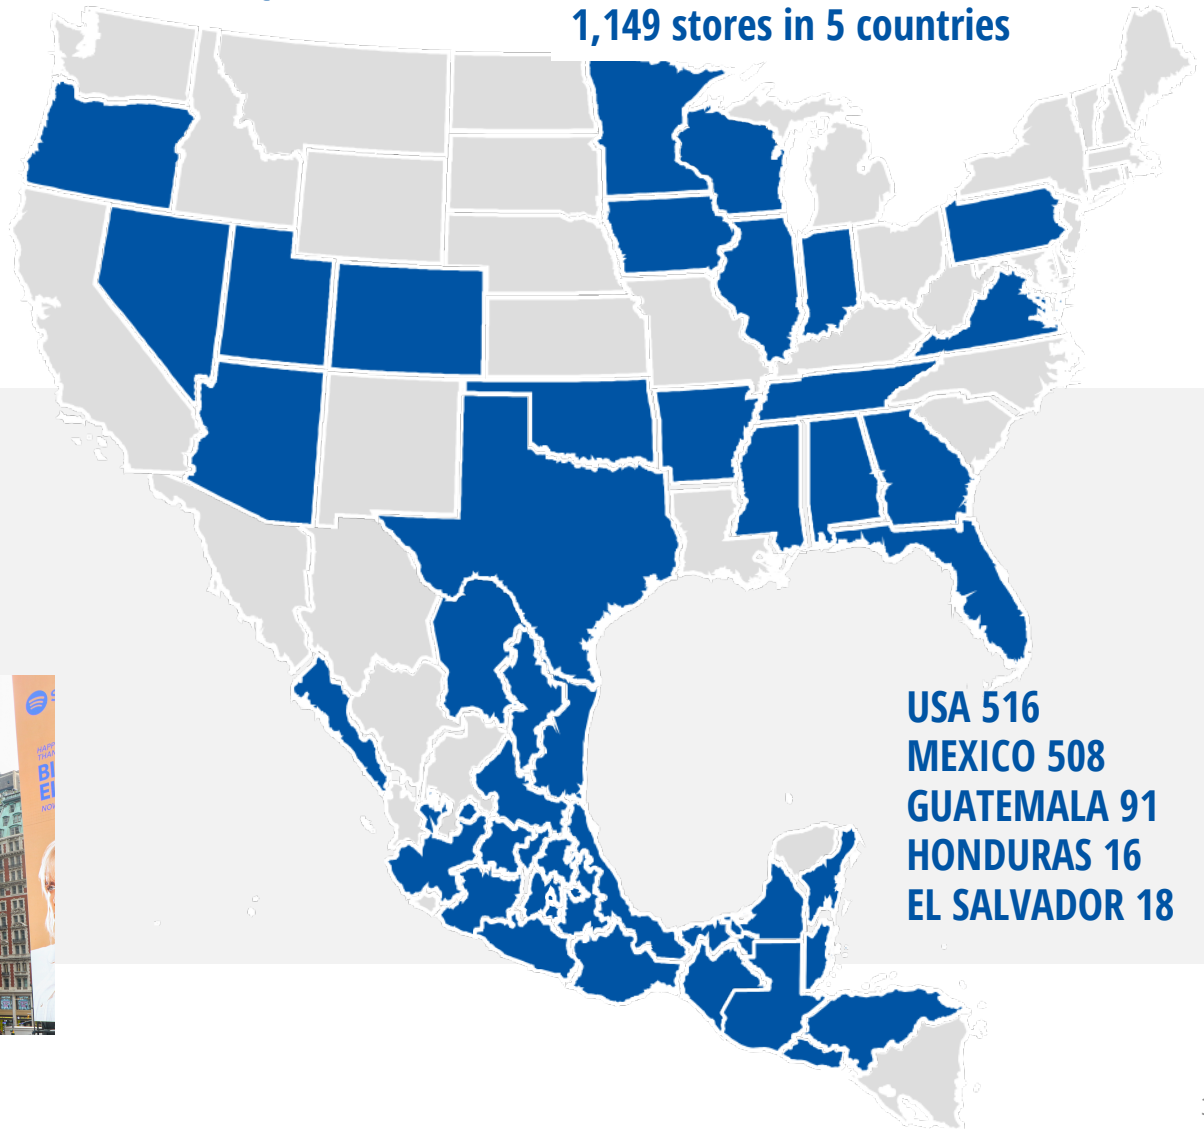 1,149 stores in 5 countries
USA 516
MEXICO 508
GUATEMALA 91
HONDURAS 16
EL SALVADOR 18